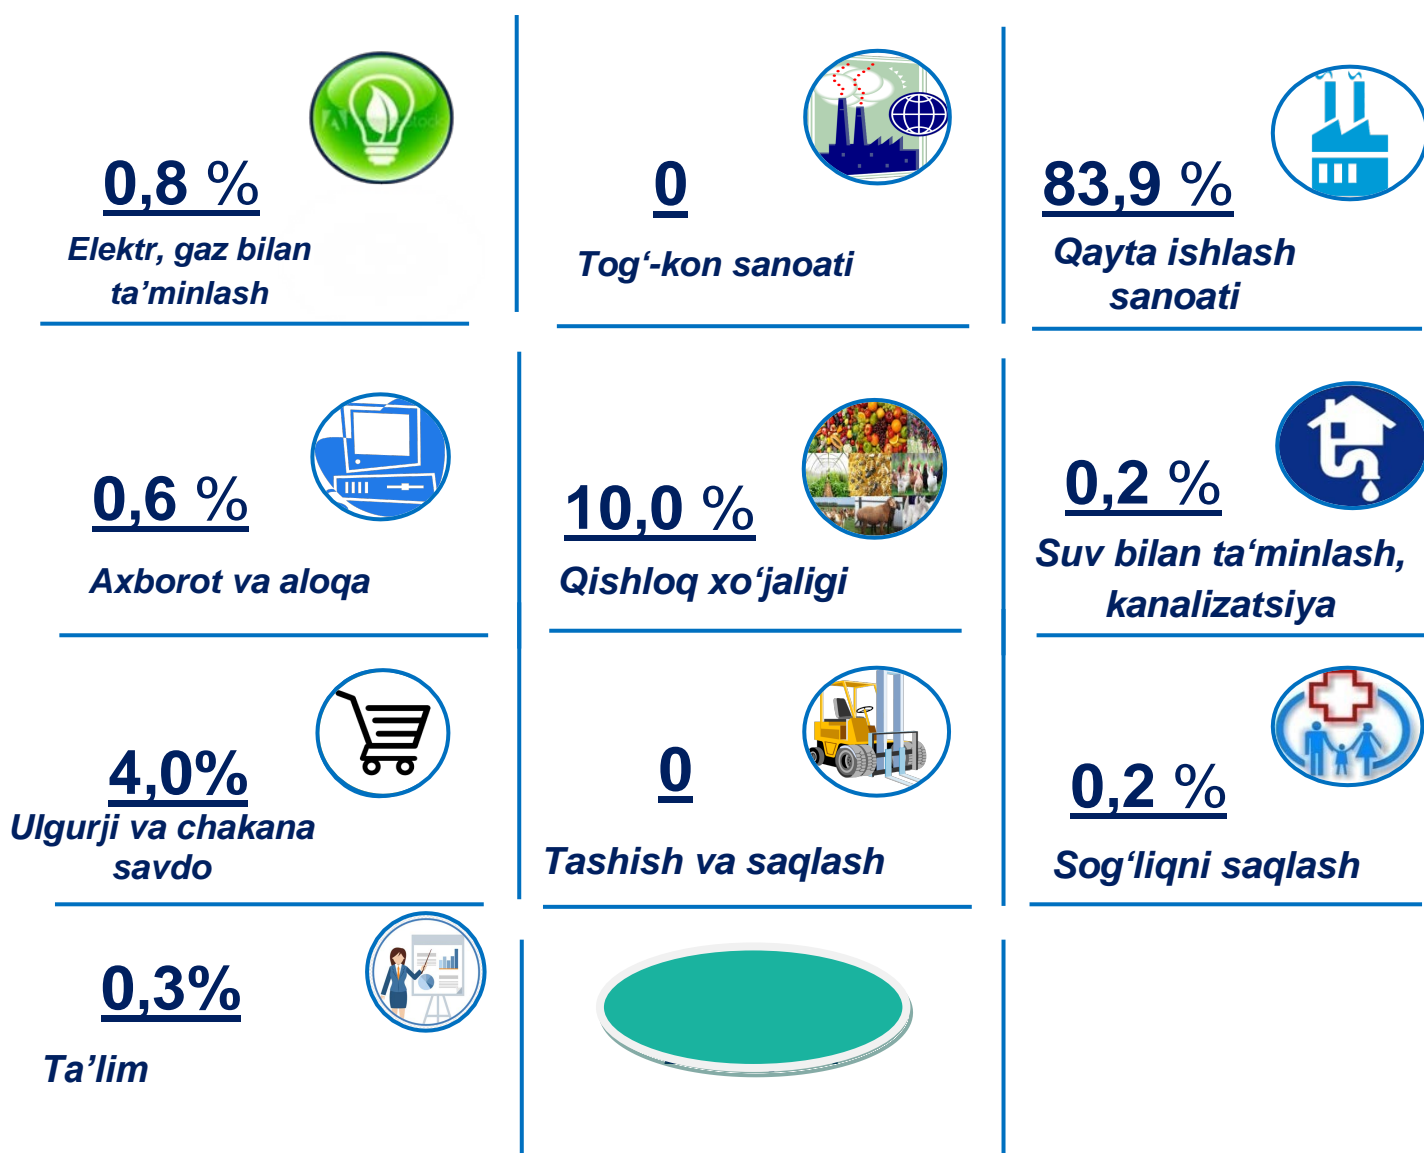 0,8 %
Elektr, gaz bilan
ta’minlash
0
Tog‘-kon sanoati
83,9 %
Qayta ishlash
sanoati
0,6 %
Axborot va aloqa
10,0 %
Qishloq xo‘jaligi
0,2 %
Suv bilan ta‘minlash,
kanalizatsiya
4,0%
Ulgurji va chakana
savdo
0
Tashish va saqlash
0,2 %
Sog‘liqni saqlash
0,3%
Ta’lim